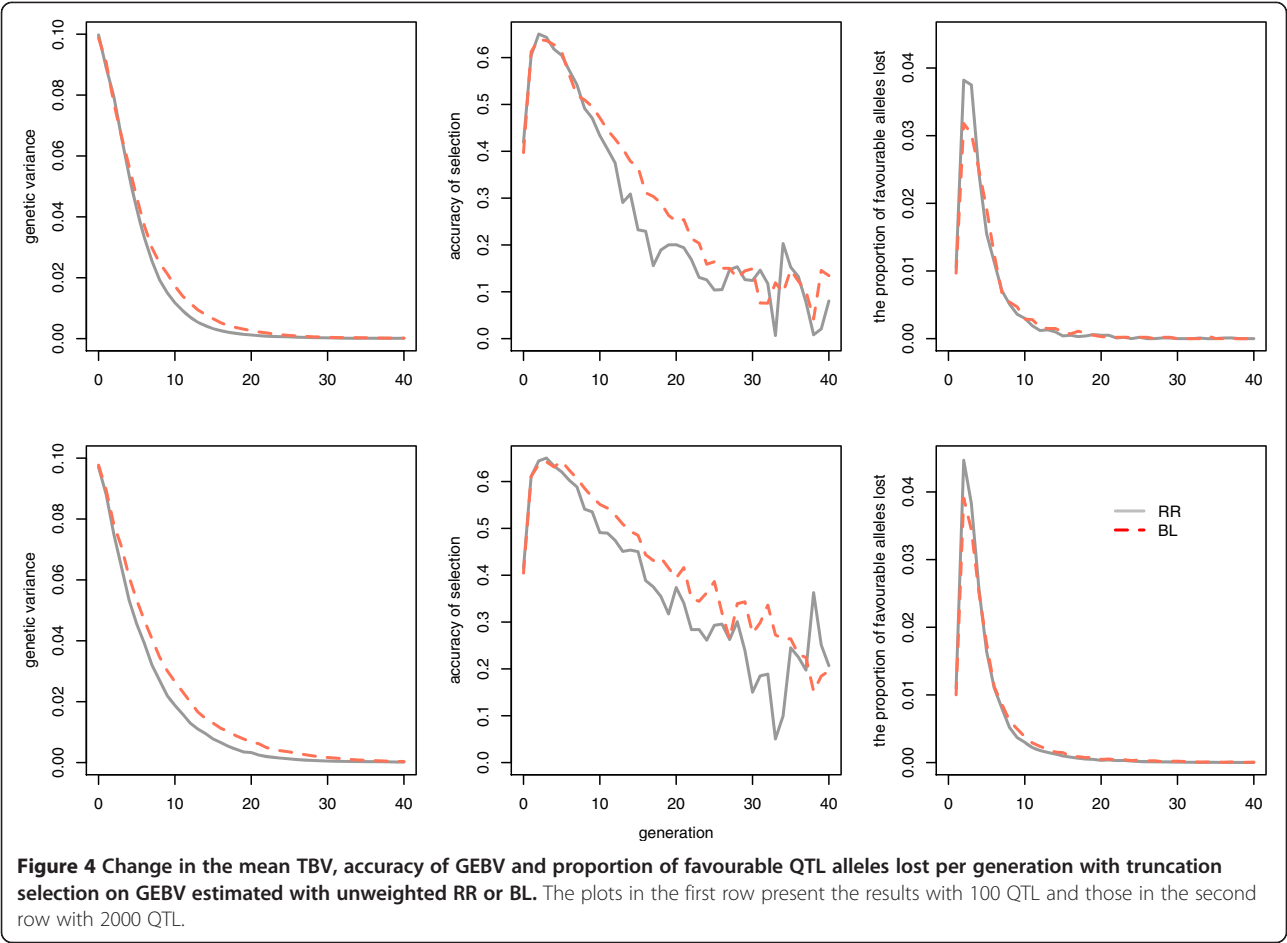 genetic variance
0.00 0.02 0.04 0.06 0.08 0.10
0 10 20 30 40
accuracy of selection
0.0 0.1 0.2 0.3 0.4 0.5 0.6
0 10 20 30 40
the proportion of favourable alleles lost
0.00 0.01 0.02 0.03 0.04
0 10 20 30 40
genetic variance
0.00 0.02 0.04 0.06 0.08 0.10
0 10 20 30 40
accuracy of selection
0.0 0.1 0.2 0.3 0.4 0.5 0.6
0 10 20 30 40
generation
the proportion of favourable alleles lost
0.00 0.01 0.02 0.03 0.04
0 10 20 30 40
RR
BL
Figure 4 Change in the mean TBV, accuracy of GEBV and proportion of favourable QTL alleles lost per generation with truncation
selection on GEBV estimated with unweighted RR or BL. The plots in the first row present the results with 100 QTL and those in the second
row with 2000 QTL.